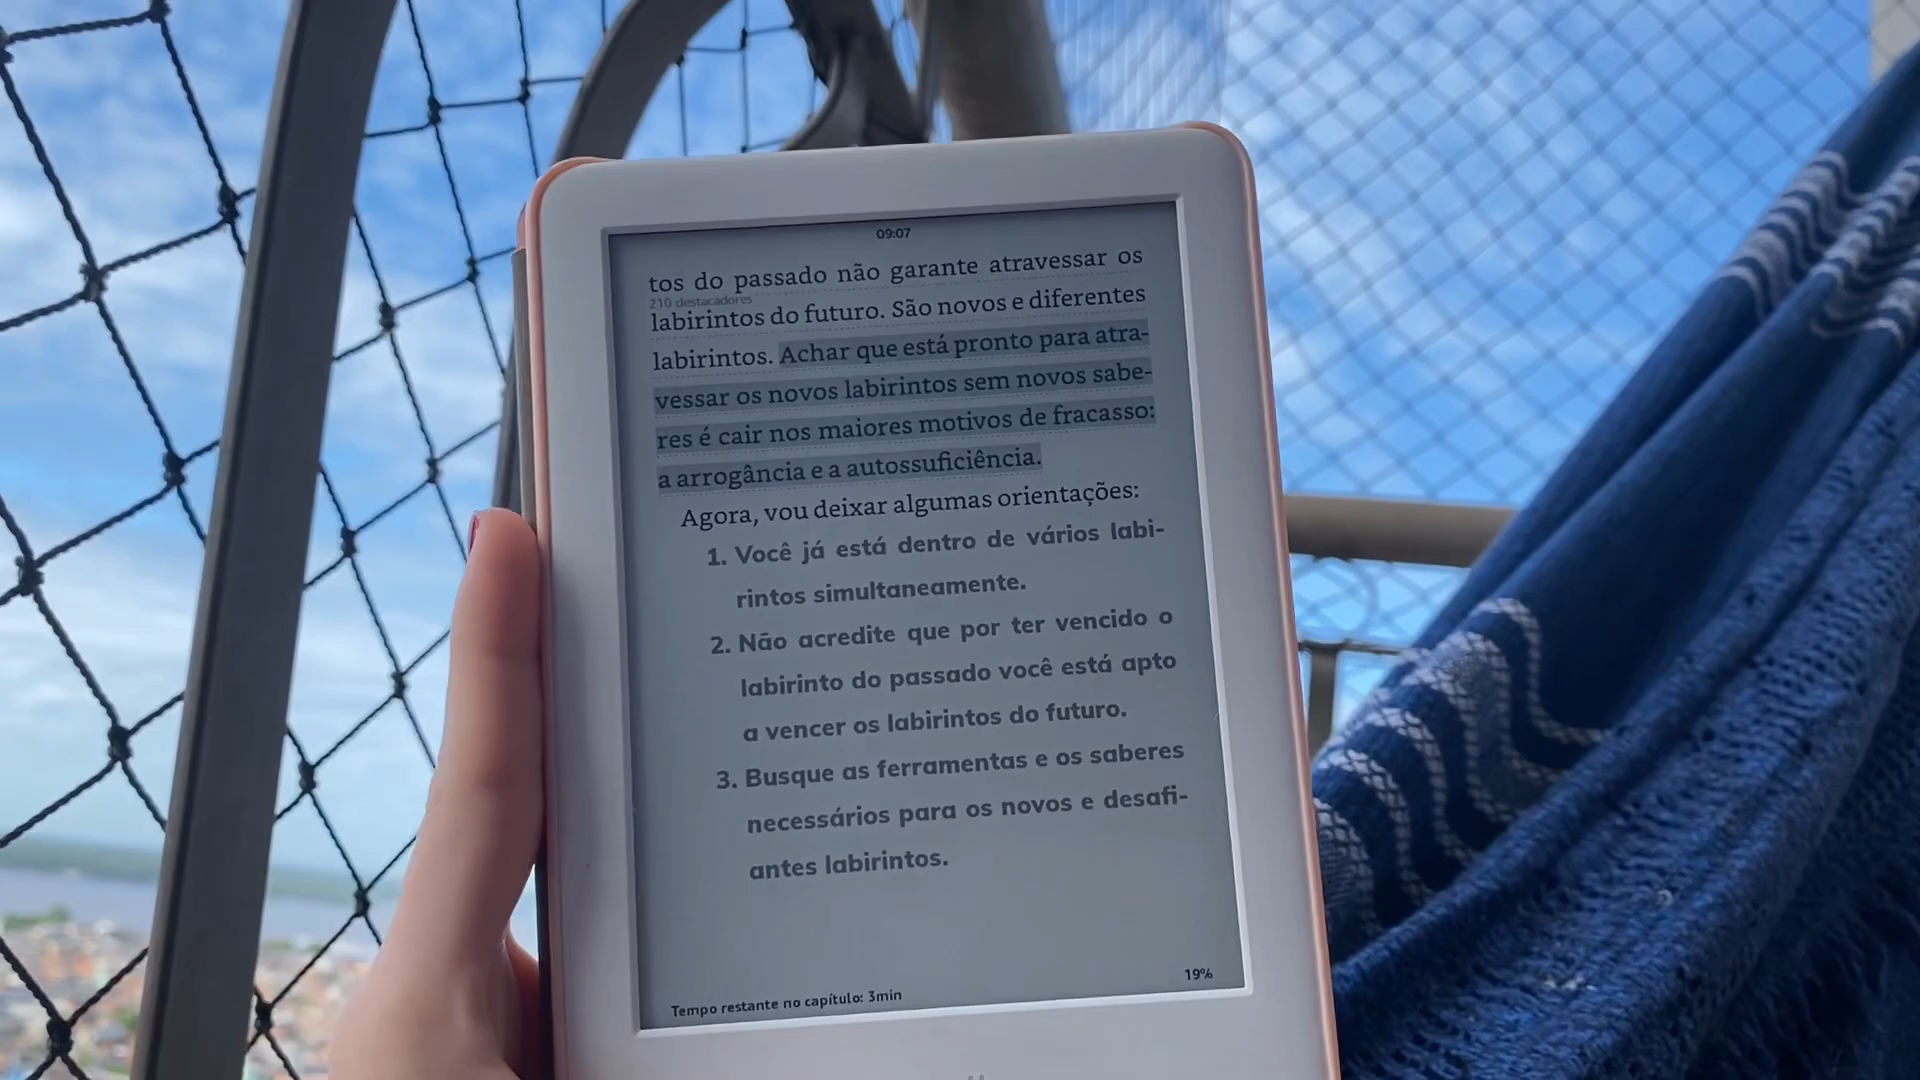 09:07
tos do passado não garante atravessar os
210 destacadores
labirintos do futuro. São novos e diferentes
labirintos. Achar que está pronto para atra-
vessar os novos labirintos sem novos sabe-
res é cair nos maiores motivos de fracasso:
a arrogância e a autossuficiência.
Agora, vou deixar algumas orientações:
1. Você já está dentro de vários labi-
rintos simultaneamente.
2. Não acredite que por ter vencido o
labirinto do passado você está apto
a vencer os labirintos do futuro.
3. Busque as ferramentas e os saberes
necessários para os novos e desafi-
antes labirintos.
Tempo restante no capítulo: 3min
19%